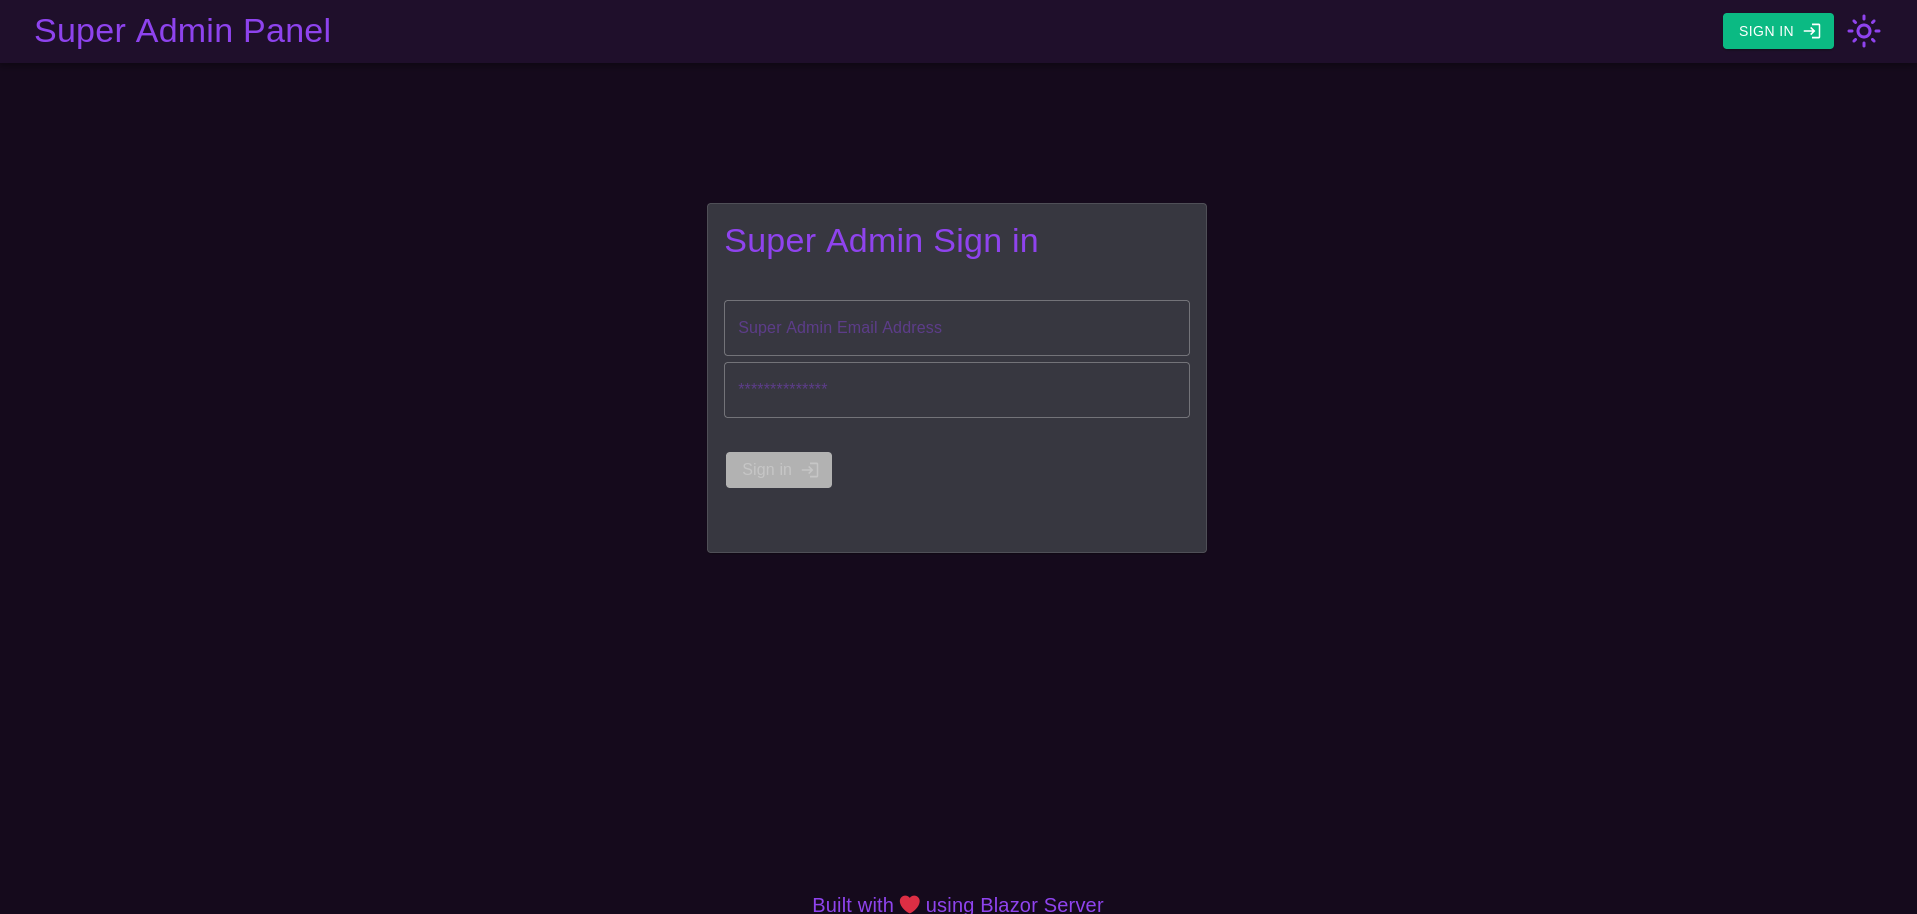 Super Admin Panel
SIGN IN
Super Admin Sign in
Super Admin Email Address
**************
Sign in
Built with ❤ using Blazor Server